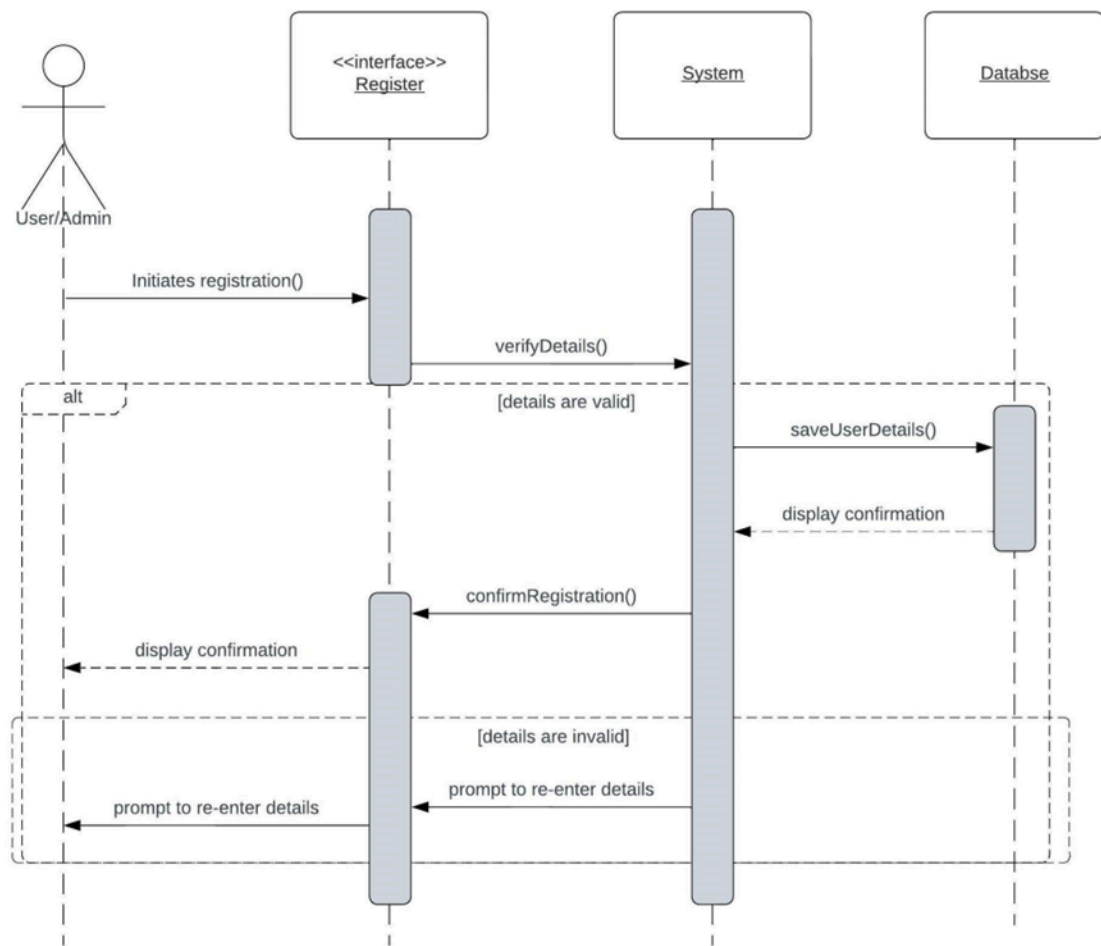 <<interface>>
Register
System
Databse
User/Admin
Initiates registration()
verifyDetails()
alt
[details are valid]
saveUserDetails()
display confirmation
confirmRegistration()
display confirmation
[details are invalid]
prompt to re-enter details
prompt to re-enter details